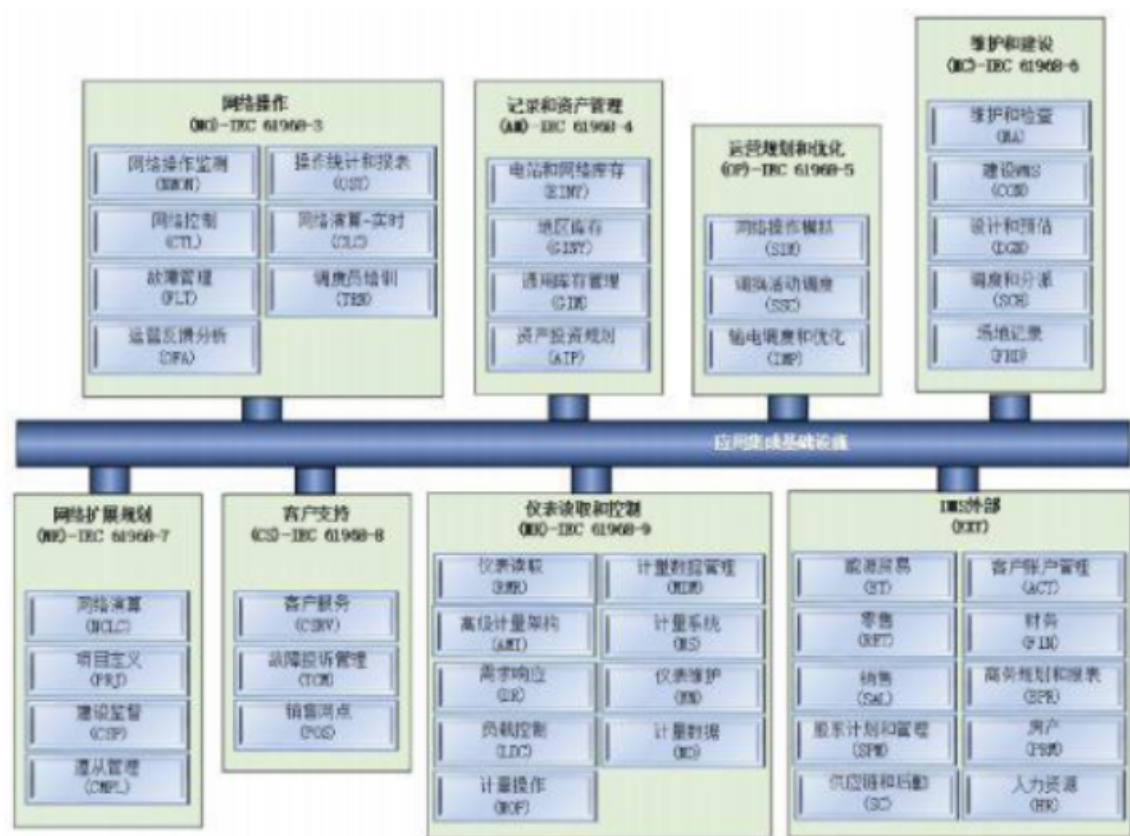 网络操作
(NO)-IEC 61968-3
网络操作监测
(NMON)
操作统计和报表
(OST)
网络控制
(CTL)
网络演算-实时
(CLC)
故障管理
(FLT)
调度员培训
(TRN)
运营反馈分析
(OFA)
记录和资产管理
(AM)-IEC 61968-4
电站和网络库存
(EINV)
地区库存
(GINV)
通用库存管理
(GIM)
资产投资规划
(AIP)
运营规划和优化
(OP)-IEC 61968-5
网络操作模拟
(SIM)
调换活动调度
(SSC)
输电调度和优化
(IMP)
维护和建设
(MC)-IEC 61968-6
维护和检查
(MAI)
建设WMS
(CON)
设计和预估
(DGN)
调度和分派
(SCH)
场地记录
(FRD)
应用集成基础设施
网络扩展规划
(NE)-IEC 61968-7
网络演算
(NCLC)
项目定义
(PRJ)
建设监督
(CSP)
遵从管理
(CMPL)
客户支持
(CS)-IEC 61968-8
客户服务
(CSRV)
故障投诉管理
(TCM)
销售网点
(POS)
仪表读取和控制
(MR)-IEC 61968-9
仪表读取
(RMR)
计量数据管理
(MDM)
高级计量架构
(AMI)
计量系统
(MS)
需求响应
(DR)
仪表维护
(MM)
负载控制
(LDC)
计量数据
(MD)
计量操作
(MOP)
DMS外部
(EXT)
能源贸易
(ET)
客户账户管理
(ACT)
零售
(RET)
财务
(FIN)
销售
(SAL)
商务规划和报表
(BPR)
股东计划和管理
(SPM)
房产
(PRM)
供应链和后勤
(SC)
人力资源
(HR)